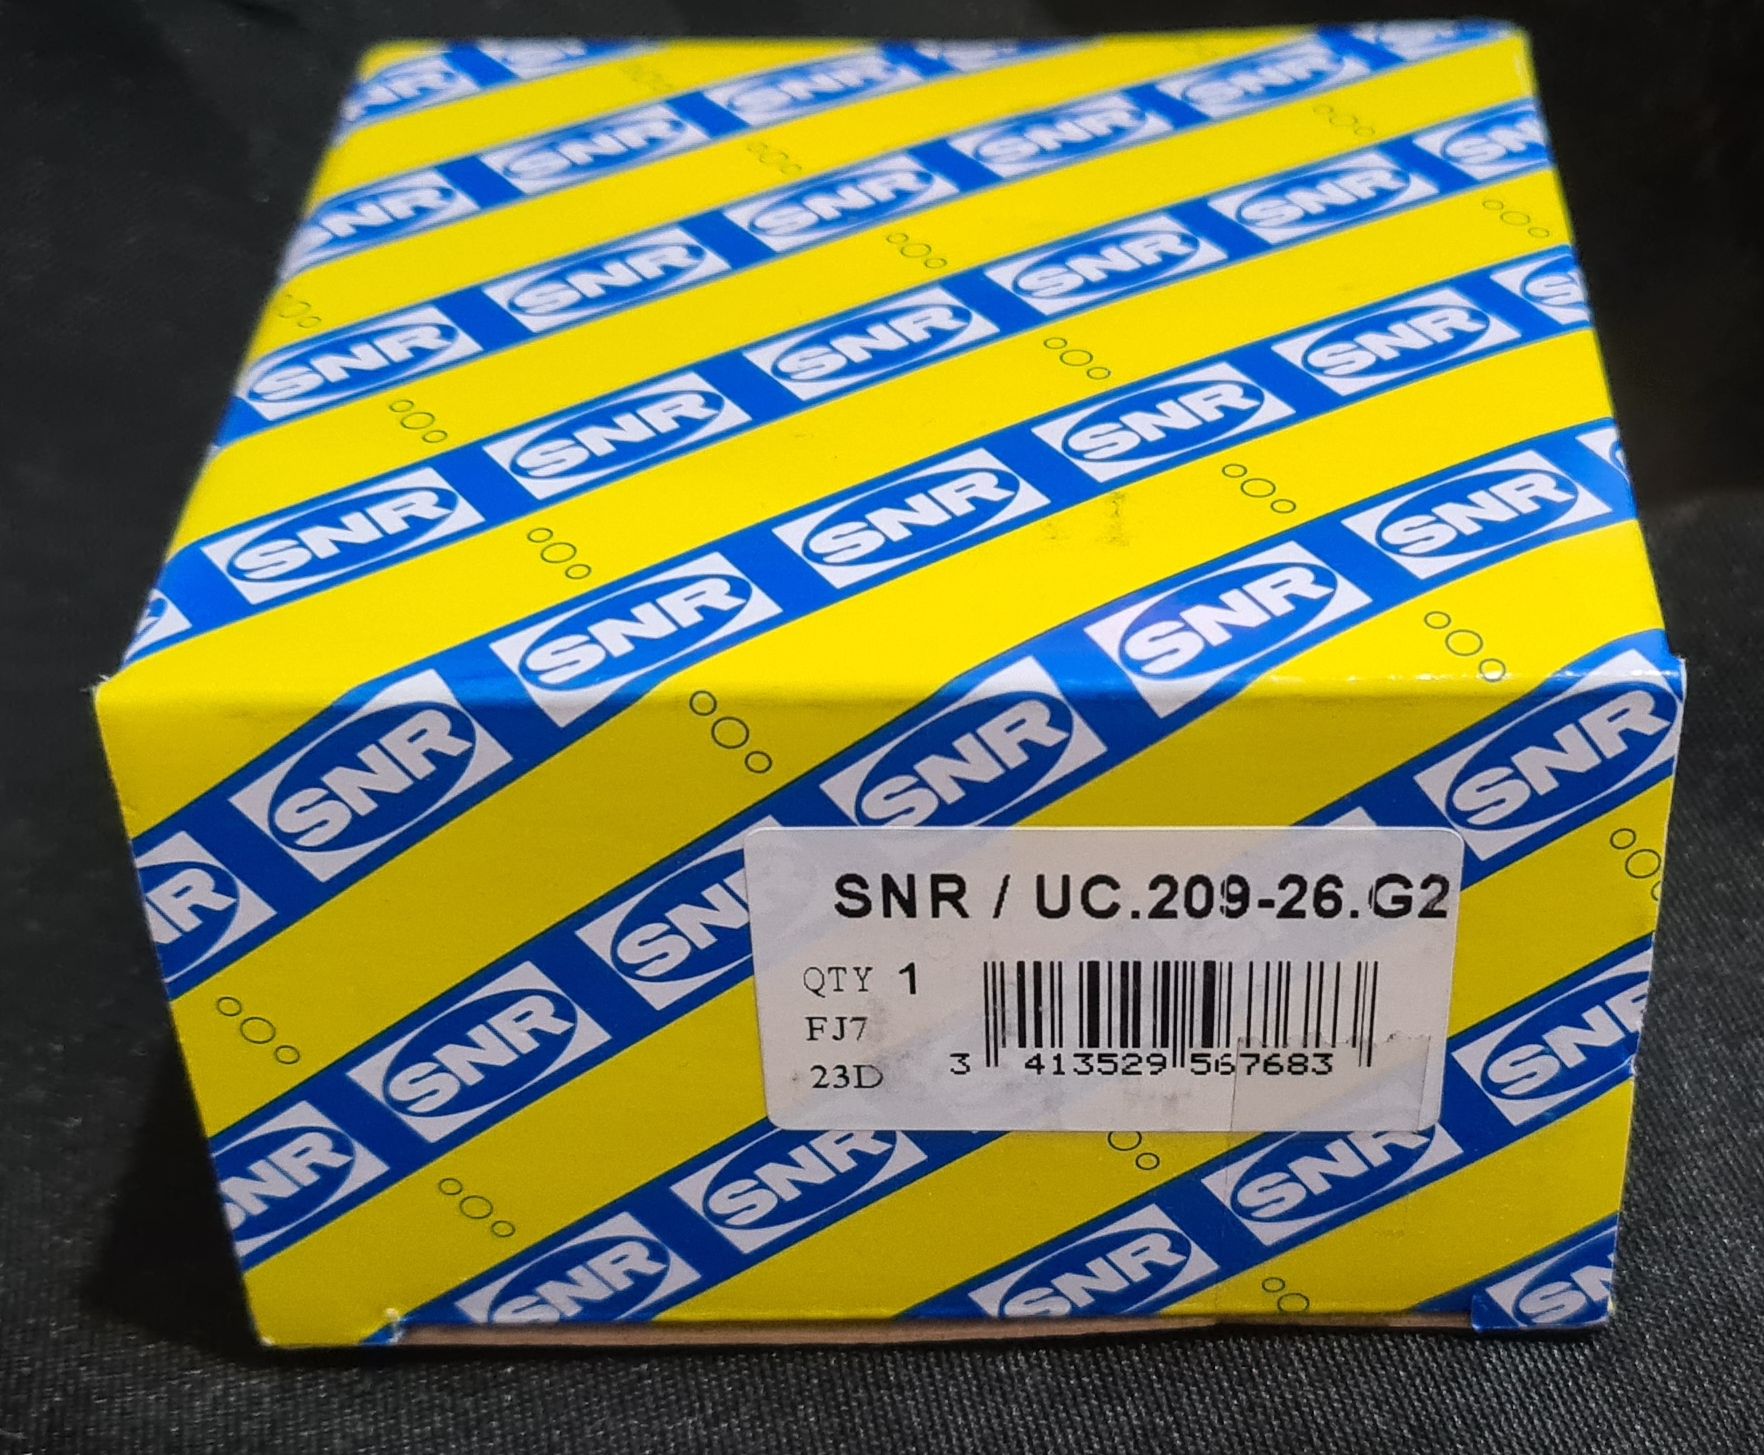 SNR
SNR / UC.209-26.G2
QTY 1
FJ7
23D
3 413529 567683